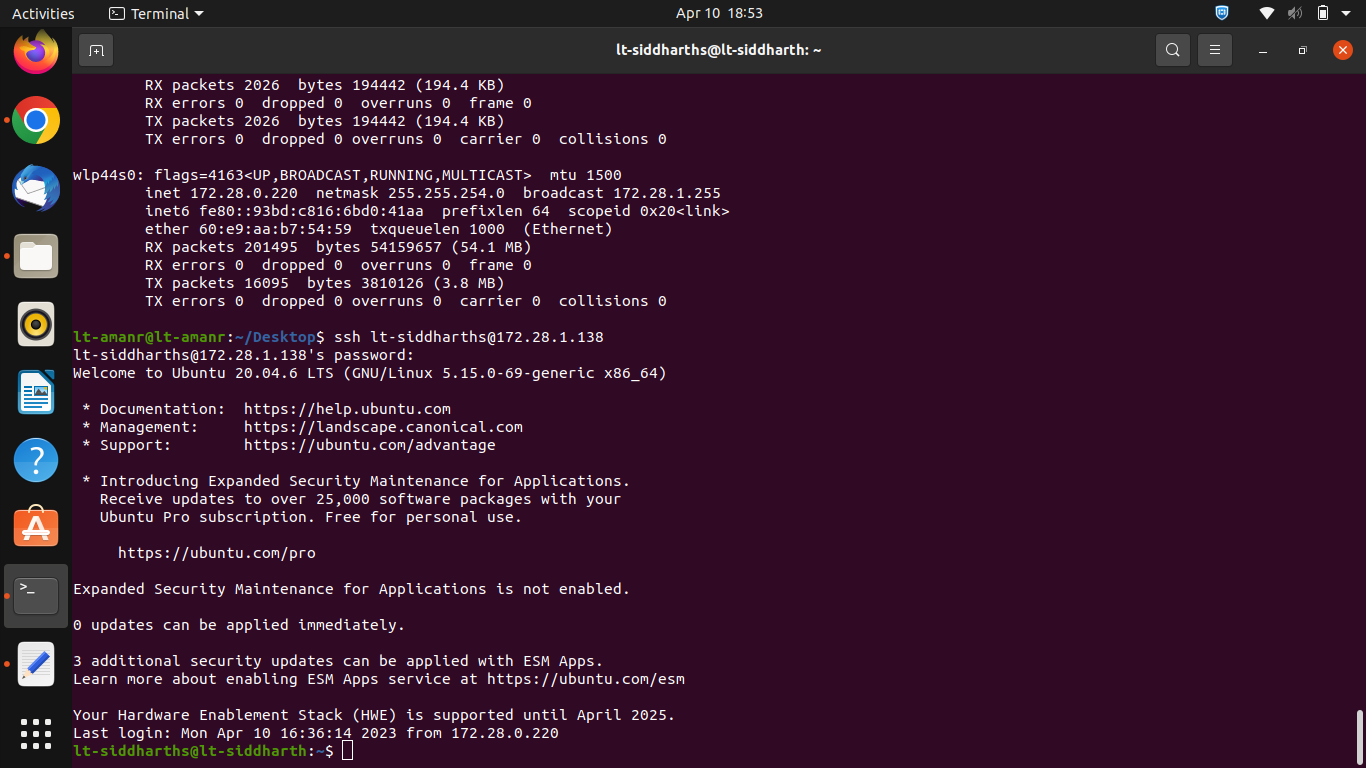 Activities
Terminal
Apr 10 18:53
lt-siddharths@lt-siddharth: ~
RX packets 2026  bytes 194442 (194.4 KB)
RX errors 0  dropped 0  overruns 0  frame 0
TX packets 2026  bytes 194442 (194.4 KB)
TX errors 0  dropped 0 overruns 0  carrier 0  collisions 0
wlp44s0: flags=4163<UP,BROADCAST,RUNNING,MULTICAST>  mtu 1500
inet 172.28.0.220  netmask 255.255.254.0  broadcast 172.28.1.255
inet6 fe80::93bd:c816:6bd0:41aa  prefixlen 64  scopeid 0x20<link>
ether 60:e9:aa:b7:54:59  txqueuelen 1000  (Ethernet)
RX packets 201495  bytes 54159657 (54.1 MB)
RX errors 0  dropped 0  overruns 0  frame 0
TX packets 16095  bytes 3810126 (3.8 MB)
TX errors 0  dropped 0 overruns 0  carrier 0  collisions 0
lt-amanr@lt-amanr:~/Desktop$ ssh lt-siddharths@172.28.1.138
lt-siddharths@172.28.1.138's password:
Welcome to Ubuntu 20.04.6 LTS (GNU/Linux 5.15.0-69-generic x86_64)
* Documentation:  https://help.ubuntu.com
* Management:     https://landscape.canonical.com
* Support:        https://ubuntu.com/advantage
* Introducing Expanded Security Maintenance for Applications.
Receive updates to over 25,000 software packages with your
Ubuntu Pro subscription. Free for personal use.
https://ubuntu.com/pro
Expanded Security Maintenance for Applications is not enabled.
0 updates can be applied immediately.
3 additional security updates can be applied with ESM Apps.
Learn more about enabling ESM Apps service at https://ubuntu.com/esm
Your Hardware Enablement Stack (HWE) is supported until April 2025.
Last login: Mon Apr 10 16:36:14 2023 from 172.28.0.220
lt-siddharths@lt-siddharth:~$